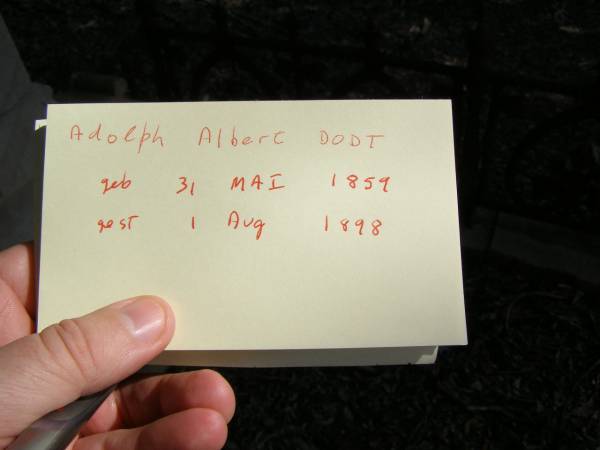 Adolph Albert DODT
geb 31 MAI 1859
gest 1 Aug 1898